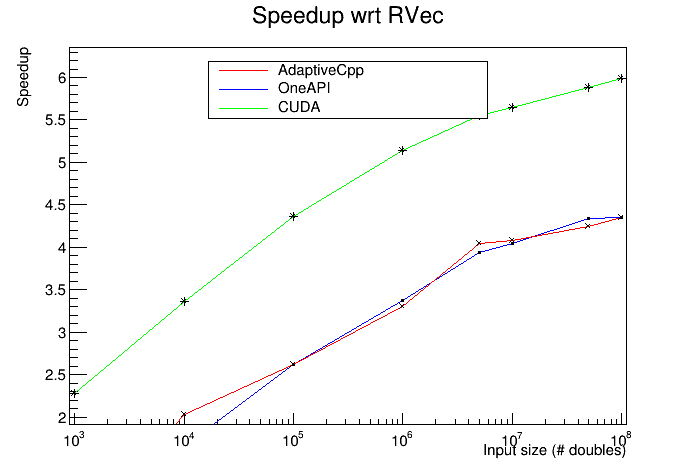 Speedup wrt RVec
Speedup
AdaptiveCpp
OneAPI
CUDA
6
5.5
5
4.5
4
3.5
3
2.5
2
10³ 10⁴ 10⁵ 10⁶ 10⁷ 10⁸
Input size (# doubles)